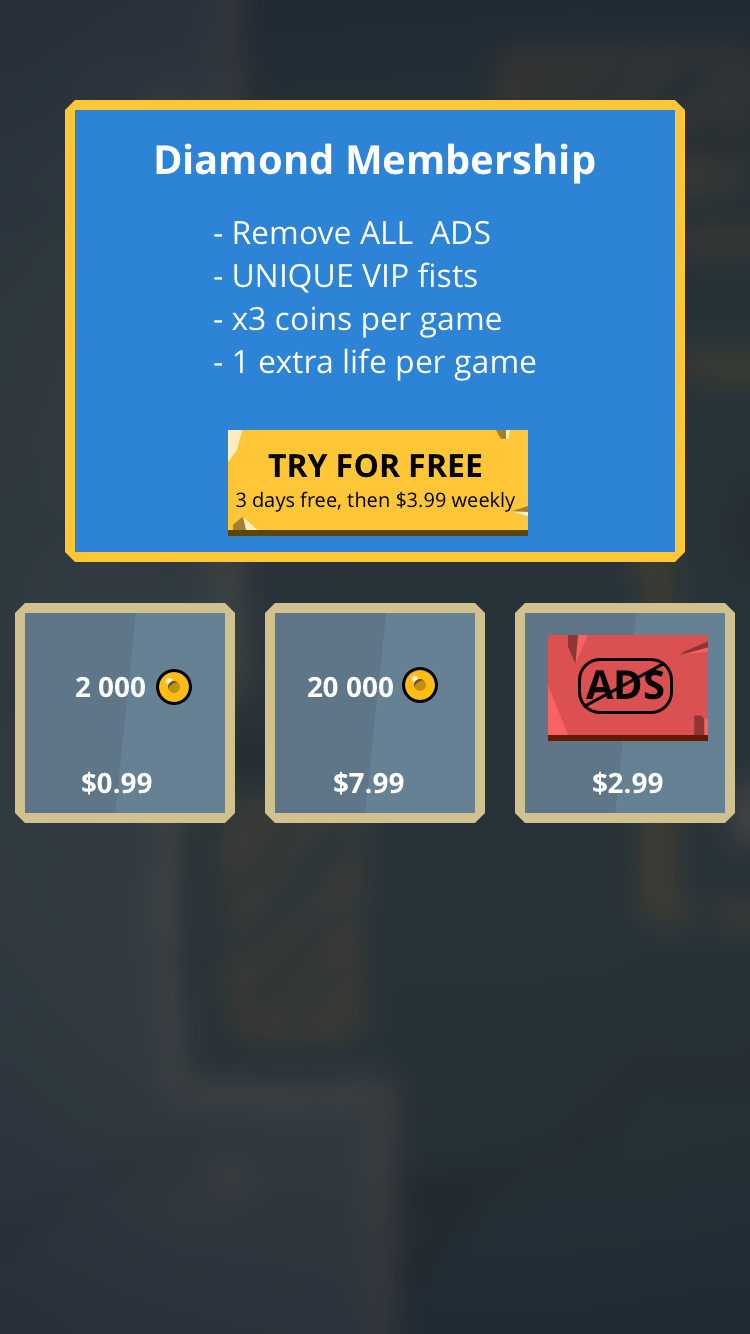 Diamond Membership
- Remove ALL  ADS
- UNIQUE VIP fists
- x3 coins per game
- 1 extra life per game
TRY FOR FREE
3 days free, then $3.99 weekly
2 000
$0.99
20 000
$7.99
ADS
$2.99